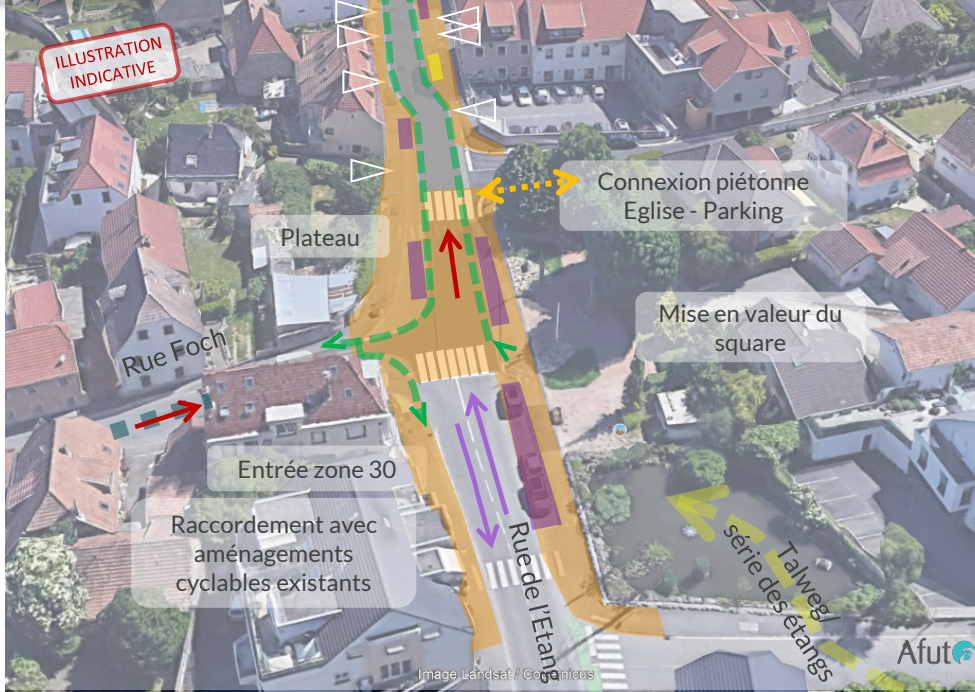 ILLUSTRATION
INDICATIVE
Connexion piétonne
Eglise - Parking
Plateau
Mise en valeur du
square
Rue Foch
Entrée zone 30
Raccordement avec
aménagements
cyclables existants
Rue de l'Etang
Talweg/
série des étangs
Afut
Image Landsat / Copernicus